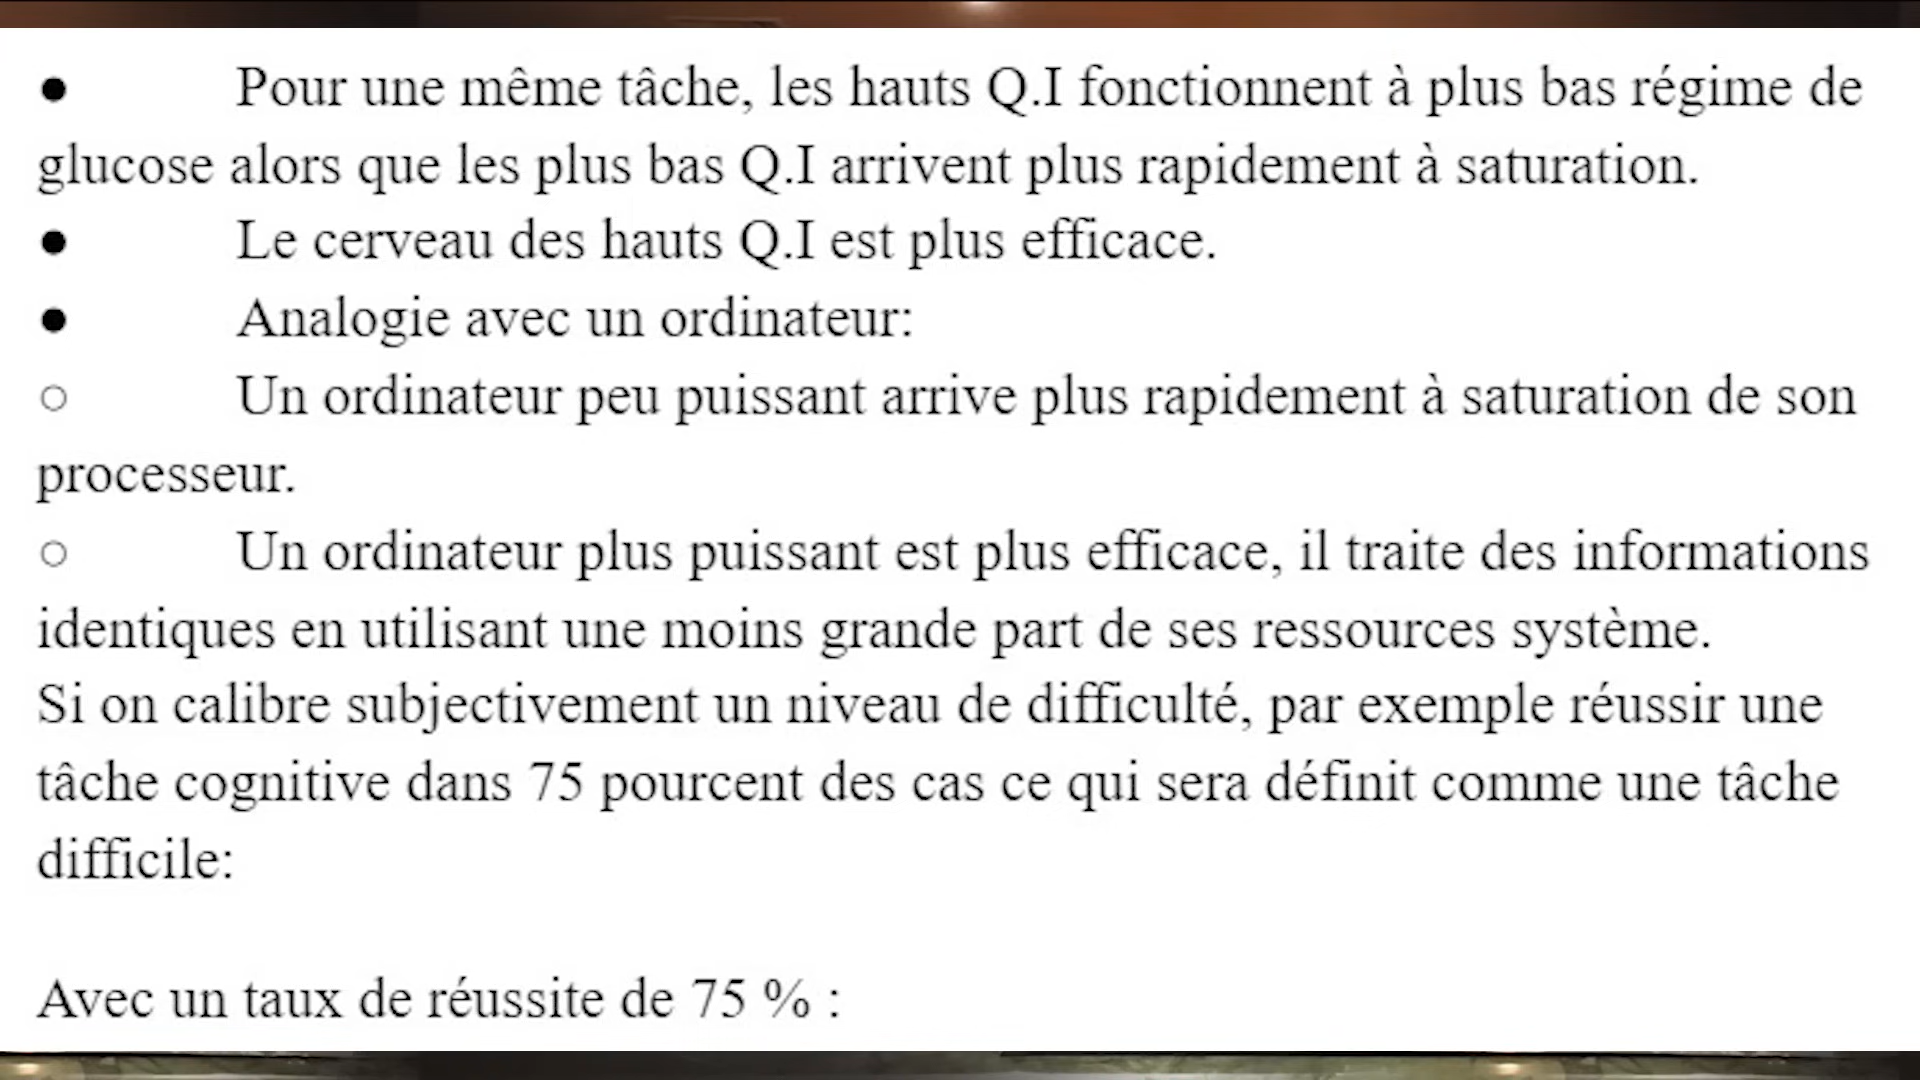 ● Pour une même tâche, les hauts Q.I fonctionnent à plus bas régime de
glucose alors que les plus bas Q.I arrivent plus rapidement à saturation.
● Le cerveau des hauts Q.I est plus efficace.
● Analogie avec un ordinateur:
○ Un ordinateur peu puissant arrive plus rapidement à saturation de son
processeur.
○ Un ordinateur plus puissant est plus efficace, il traite des informations
identiques en utilisant une moins grande part de ses ressources système.
Si on calibre subjectivement un niveau de difficulté, par exemple réussir une
tâche cognitive dans 75 pourcent des cas ce qui sera définit comme une tâche
difficile:
Avec un taux de réussite de 75 % :